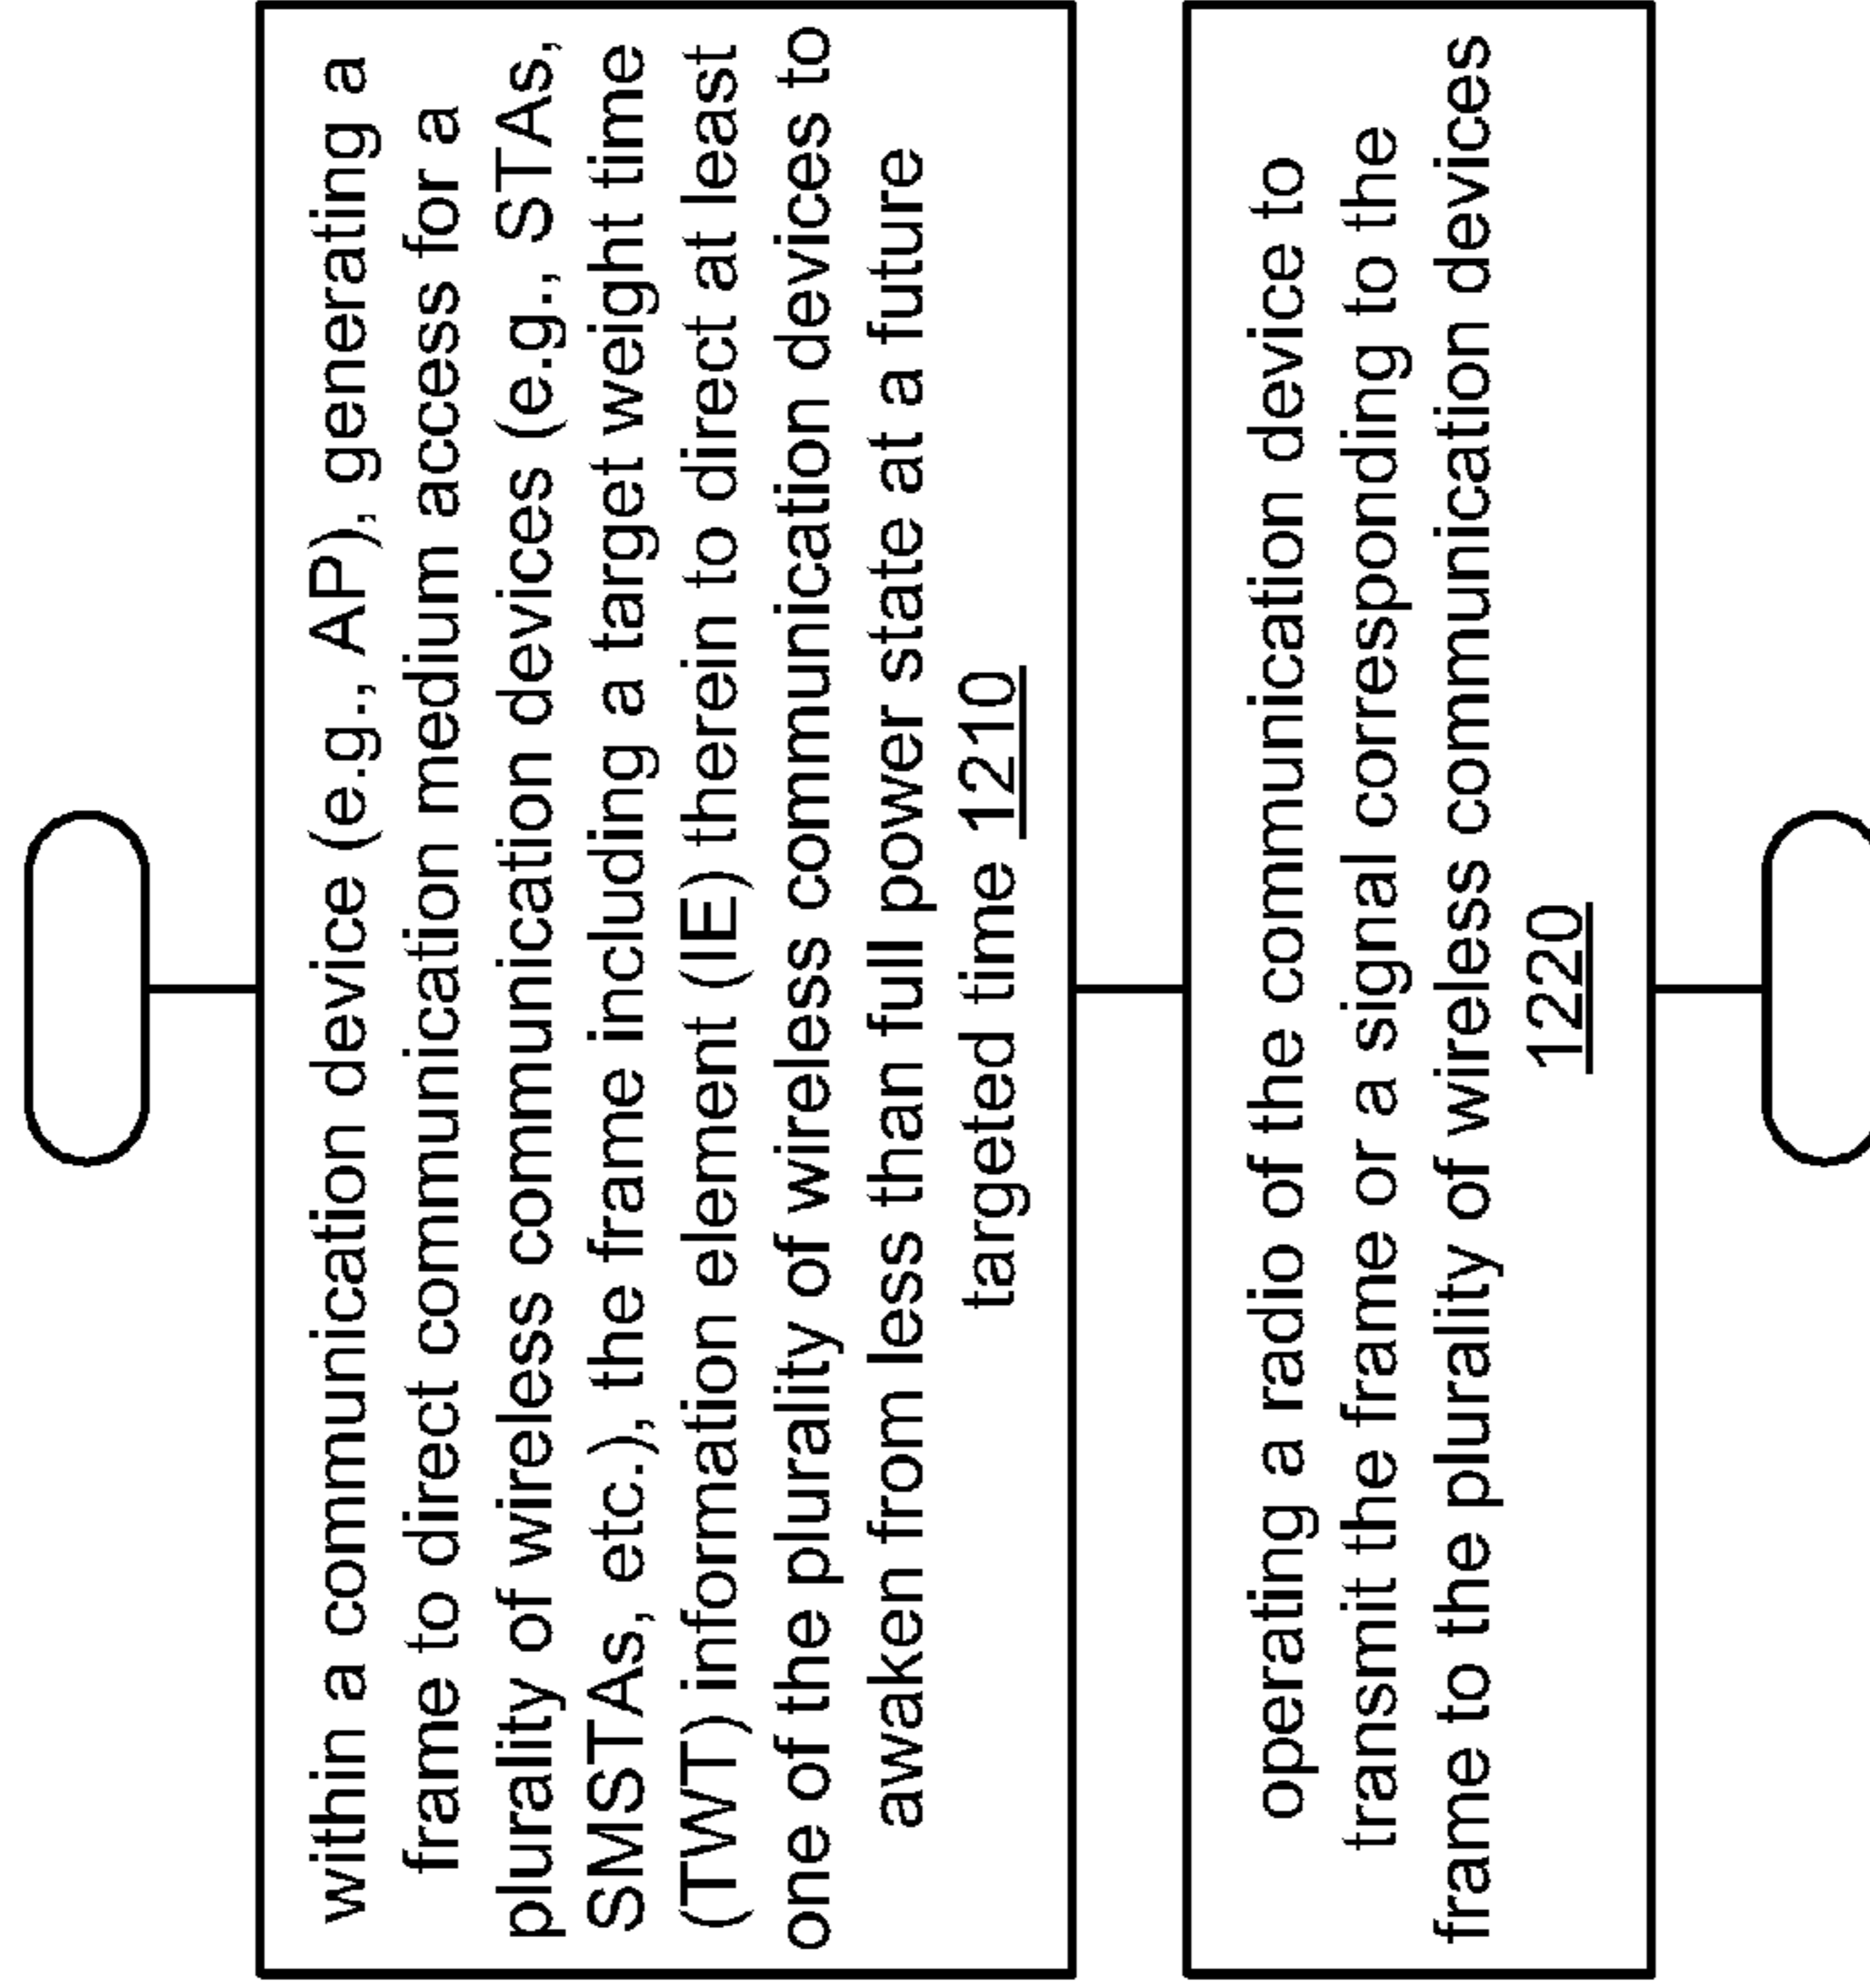 within a communication device (e.g., AP), generating a
frame to direct communication medium access for a
plurality of wireless communication devices (e.g., STAs,
SMSTAs, etc.), the frame including a target weight time
(TWT) information element (IE) therein to direct at least
one of the plurality of wireless communication devices to
awaken from less than full power state at a future
targeted time 1210
operating a radio of the communication device to
transmit the frame or a signal corresponding to the
frame to the plurality of wireless communication devices
1220